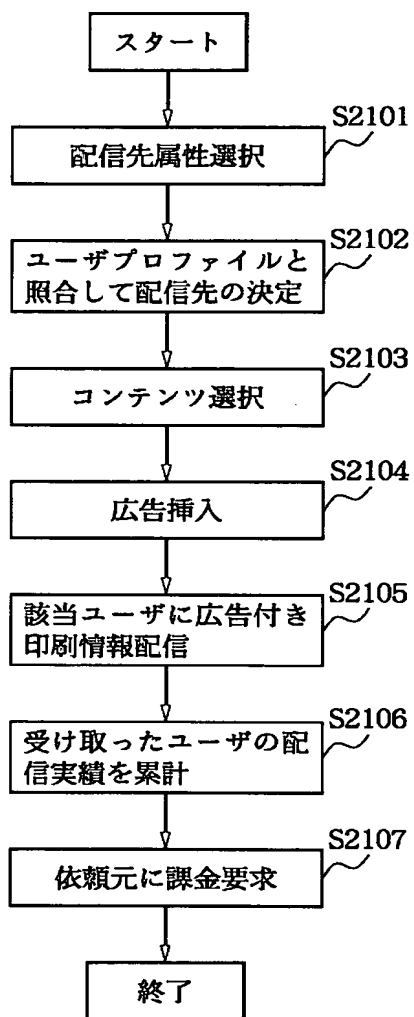 スタート
S2101
配信先属性選択
S2102
ユーザプロファイルと
照合して配信先の決定
S2103
コンテンツ選択
S2104
広告挿入
S2105
該当ユーザに広告付き
印刷情報配信
S2106
受け取ったユーザの配
信実績を累計
S2107
依頼元に課金要求
終了